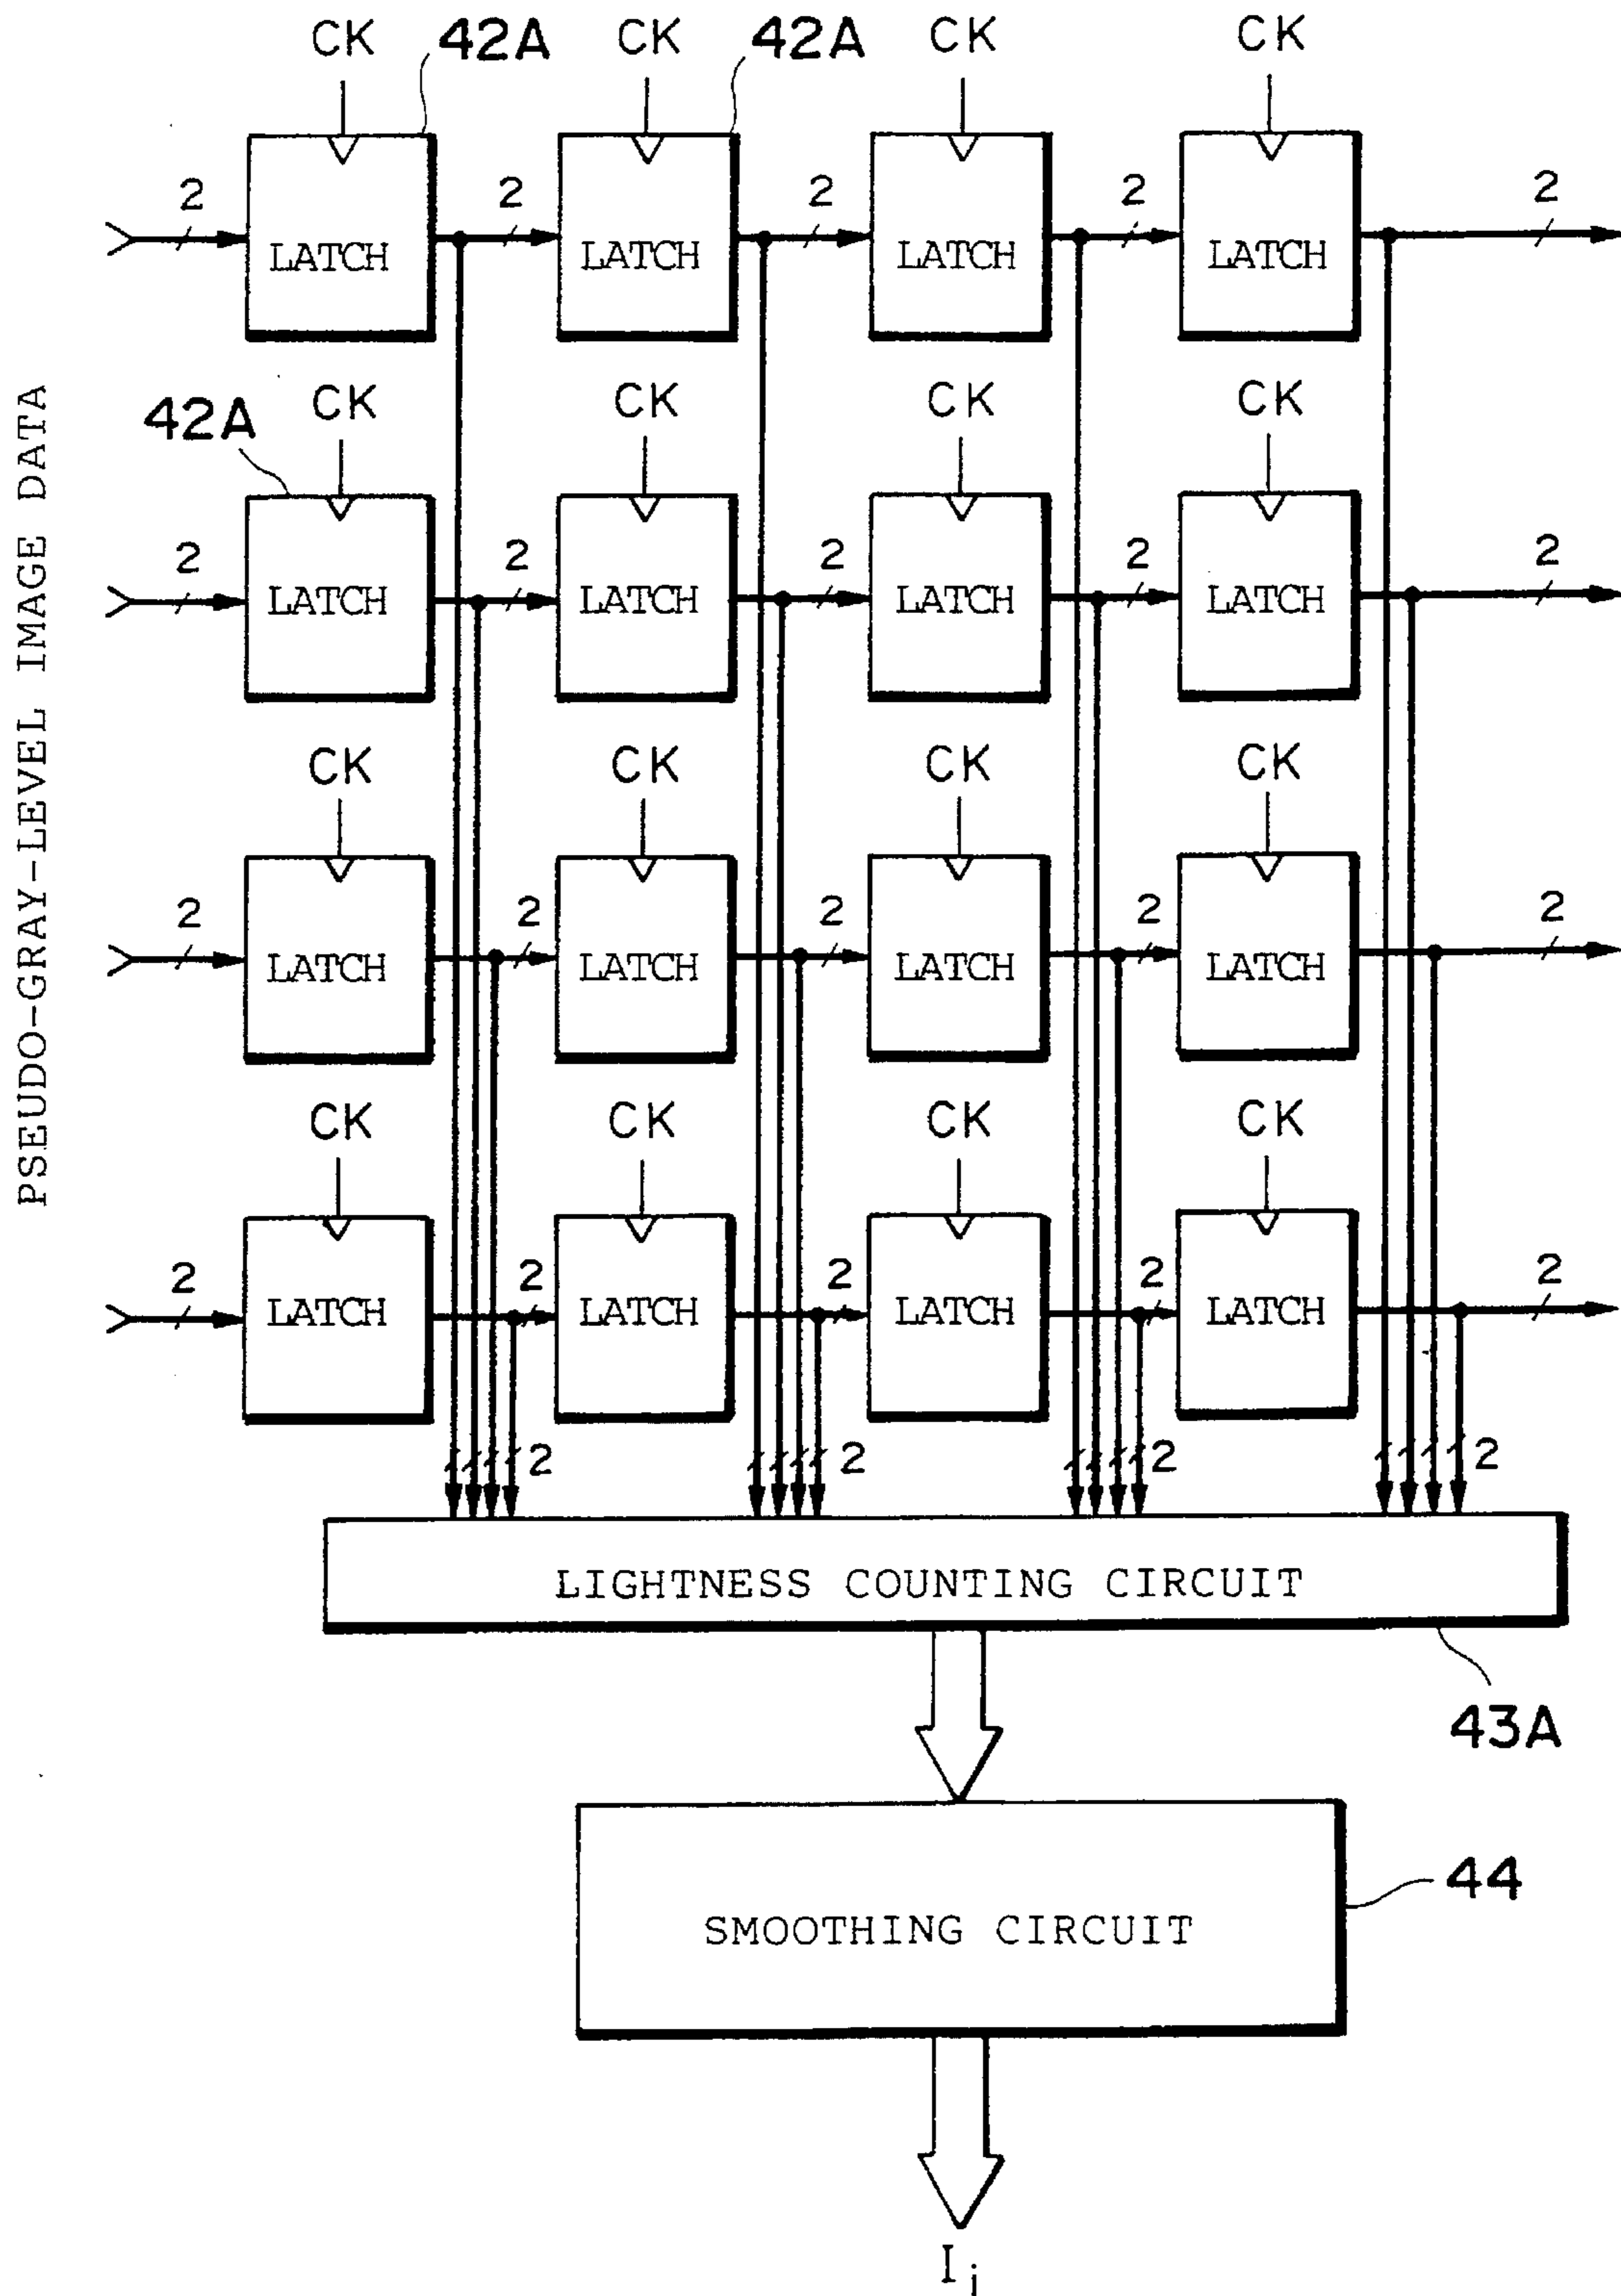 CK 42A CK 42A CK CK
2 2 2 2 2
LATCH LATCH LATCH LATCH
PSEUDO-GRAY-LEVEL IMAGE DATA
42A CK CK CK CK
2 2 2 2 2
LATCH LATCH LATCH LATCH
CK CK CK CK
2 2 2 2 2
LATCH LATCH LATCH LATCH
CK CK CK CK
2 2 2 2 2
LATCH LATCH LATCH LATCH
2 2 2 2
LIGHTNESS COUNTING CIRCUIT
43A
44
SMOOTHING CIRCUIT
Ij